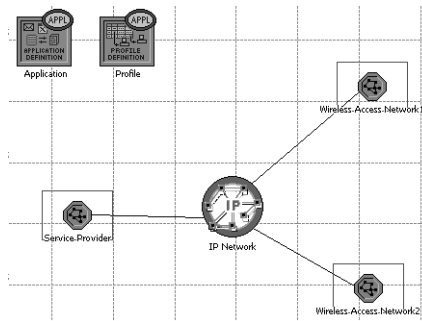 APPL
APPLICATION
DEFINITION
Application
APPL
PROFILE
DEFINITION
Profile
Wireless Access Network1
IP
IP Network
Service Provider
Wireless Access Network2